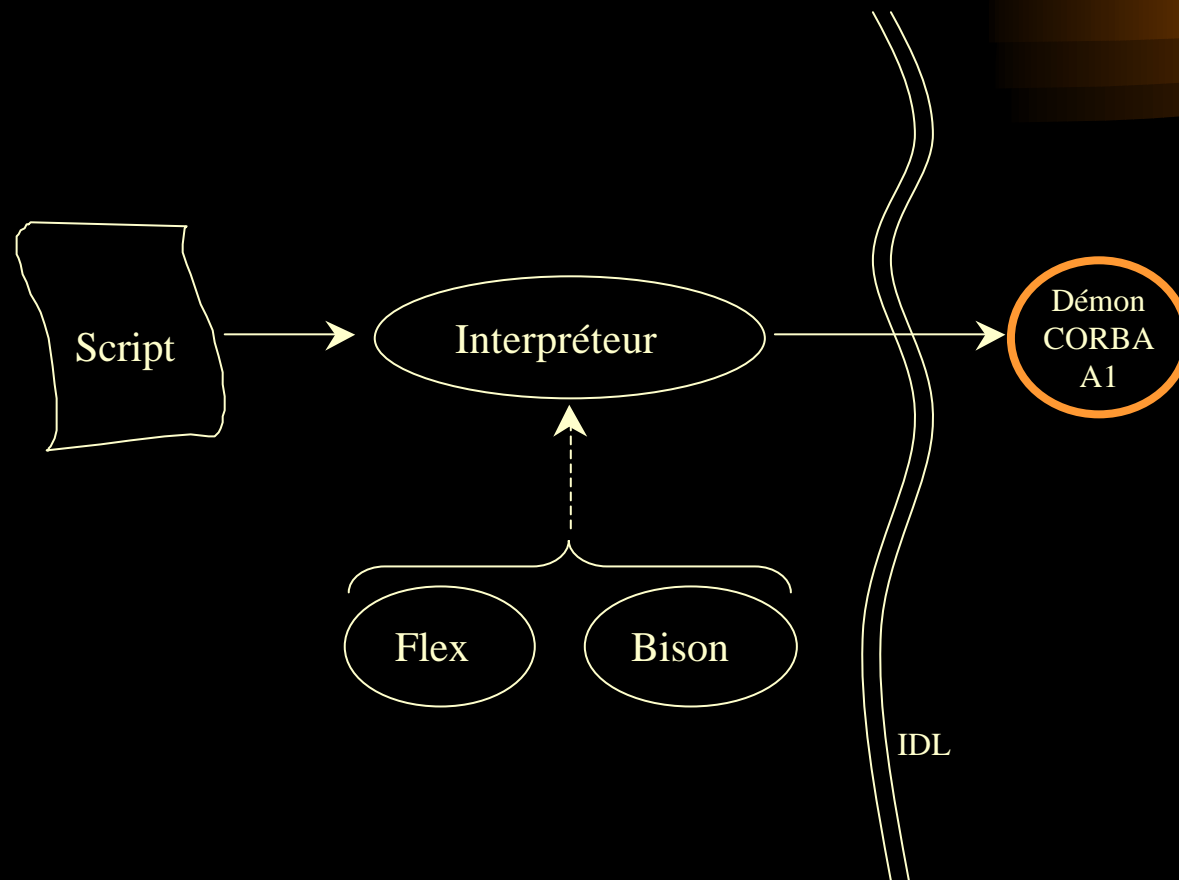 Script
Interpréteur
Démon
CORBA
A1
Flex
Bison
IDL